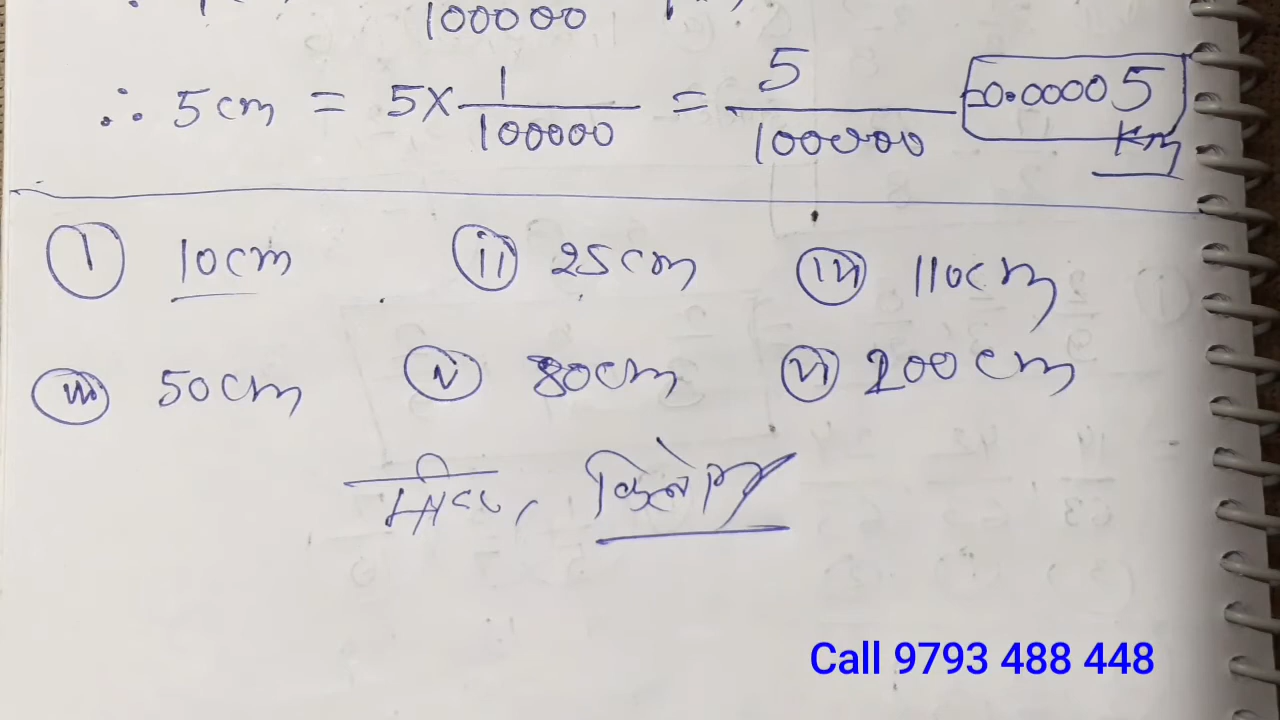 100000
∴ 5cm = 5× 1/100000 = 5/100000 =0.00005 km
(i) 10cm (ii) 25cm (iii) 110cm
50cm (v) 80cm (vi) 200cm
Call 9793 488 448